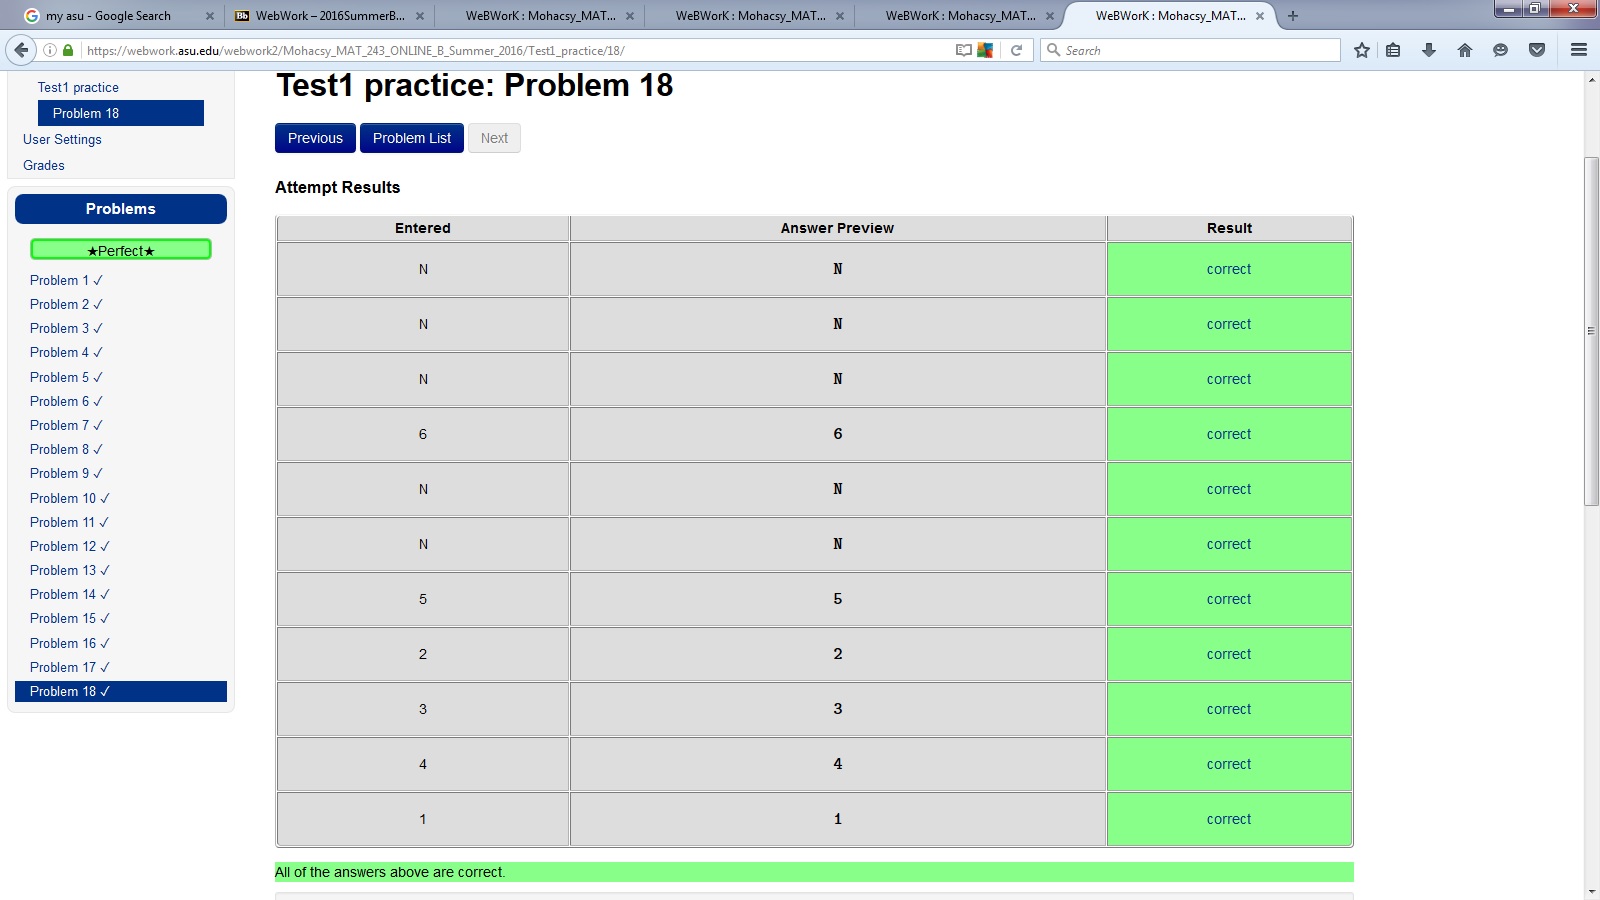 my asu - Google Search
WebWork – 2016SummerB...
WeBWorK : Mohacsy_MAT...
WeBWorK : Mohacsy_MAT...
WeBWorK : Mohacsy_MAT...
WeBWorK : Mohacsy_MAT...
https://webwork.asu.edu/webwork2/Mohacsy_MAT_243_ONLINE_B_Summer_2016/Test1_practice/18/
Search
Test1 practice
Problem 18
User Settings
Grades
Problems
★Perfect★
Problem 1 ✓
Problem 2 ✓
Problem 3 ✓
Problem 4 ✓
Problem 5 ✓
Problem 6 ✓
Problem 7 ✓
Problem 8 ✓
Problem 9 ✓
Problem 10 ✓
Problem 11 ✓
Problem 12 ✓
Problem 13 ✓
Problem 14 ✓
Problem 15 ✓
Problem 16 ✓
Problem 17 ✓
Problem 18 ✓
Test1 practice: Problem 18
Previous Problem List Next
Attempt Results
Entered Answer Preview Result
N N correct
N N correct
N N correct
6 6 correct
N N correct
N N correct
5 5 correct
2 2 correct
3 3 correct
4 4 correct
1 1 correct
All of the answers above are correct.